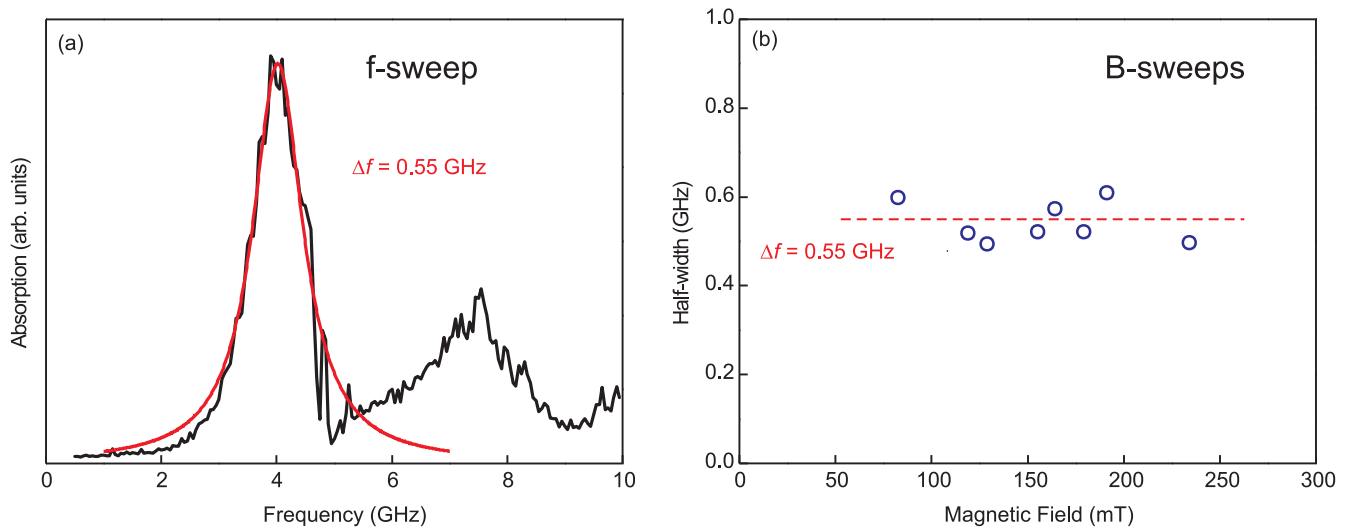 (a)
f-sweep
Δf = 0.55 GHz
Absorption (arb. units)
0 2 4 6 8 10
Frequency (GHz)
(b)
B-sweeps
1.0
0.8
0.6
0.4
0.2
0.0
Δf = 0.55 GHz
Half-width (GHz)
0 50 100 150 200 250 300
Magnetic Field (mT)